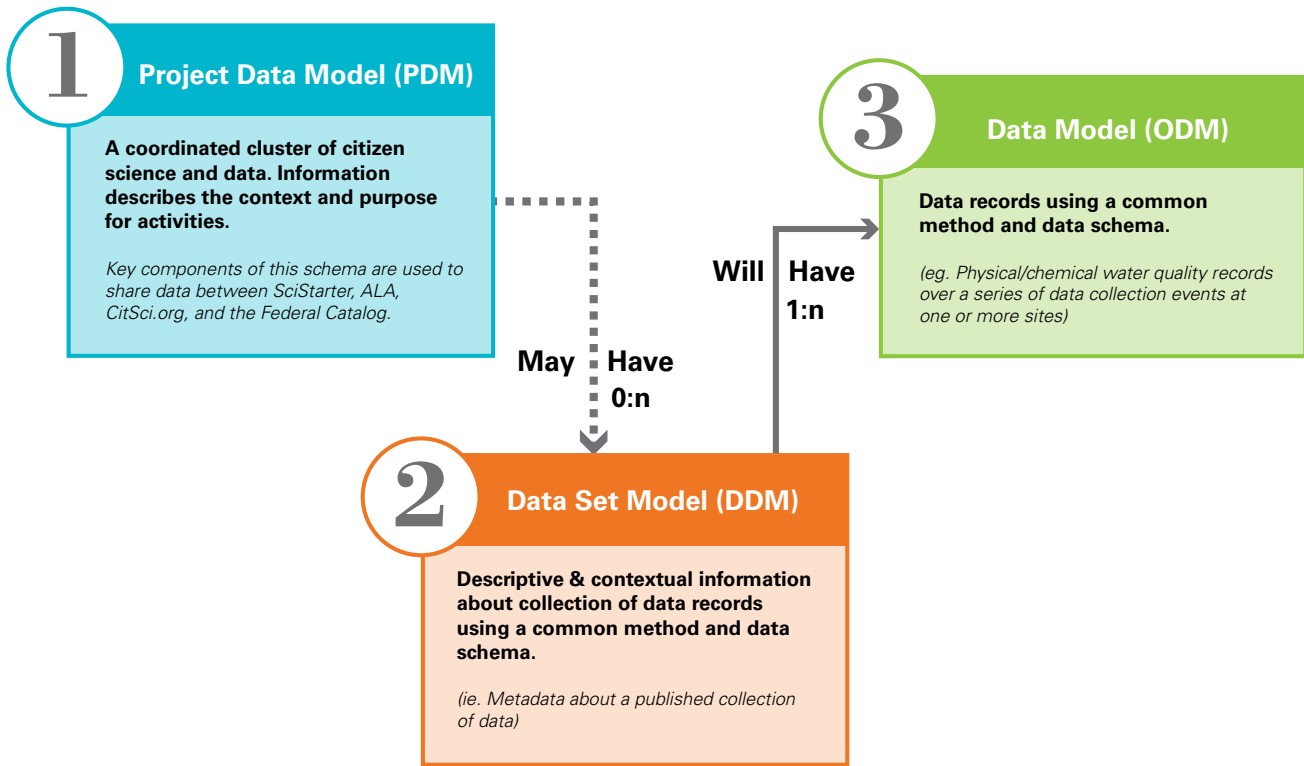 1
Project Data Model (PDM)
A coordinated cluster of citizen
science and data. Information
describes the context and purpose
for activities.
Key components of this schema are used to
share data between SciStarter, ALA,
CitSci.org, and the Federal Catalog.
May Have
0:n
2
Data Set Model (DDM)
Descriptive & contextual information
about collection of data records
using a common method and data
schema.
(ie. Metadata about a published collection
of data)
Will Have
1:n
3
Data Model (ODM)
Data records using a common
method and data schema.
(eg. Physical/chemical water quality records
over a series of data collection events at
one or more sites)